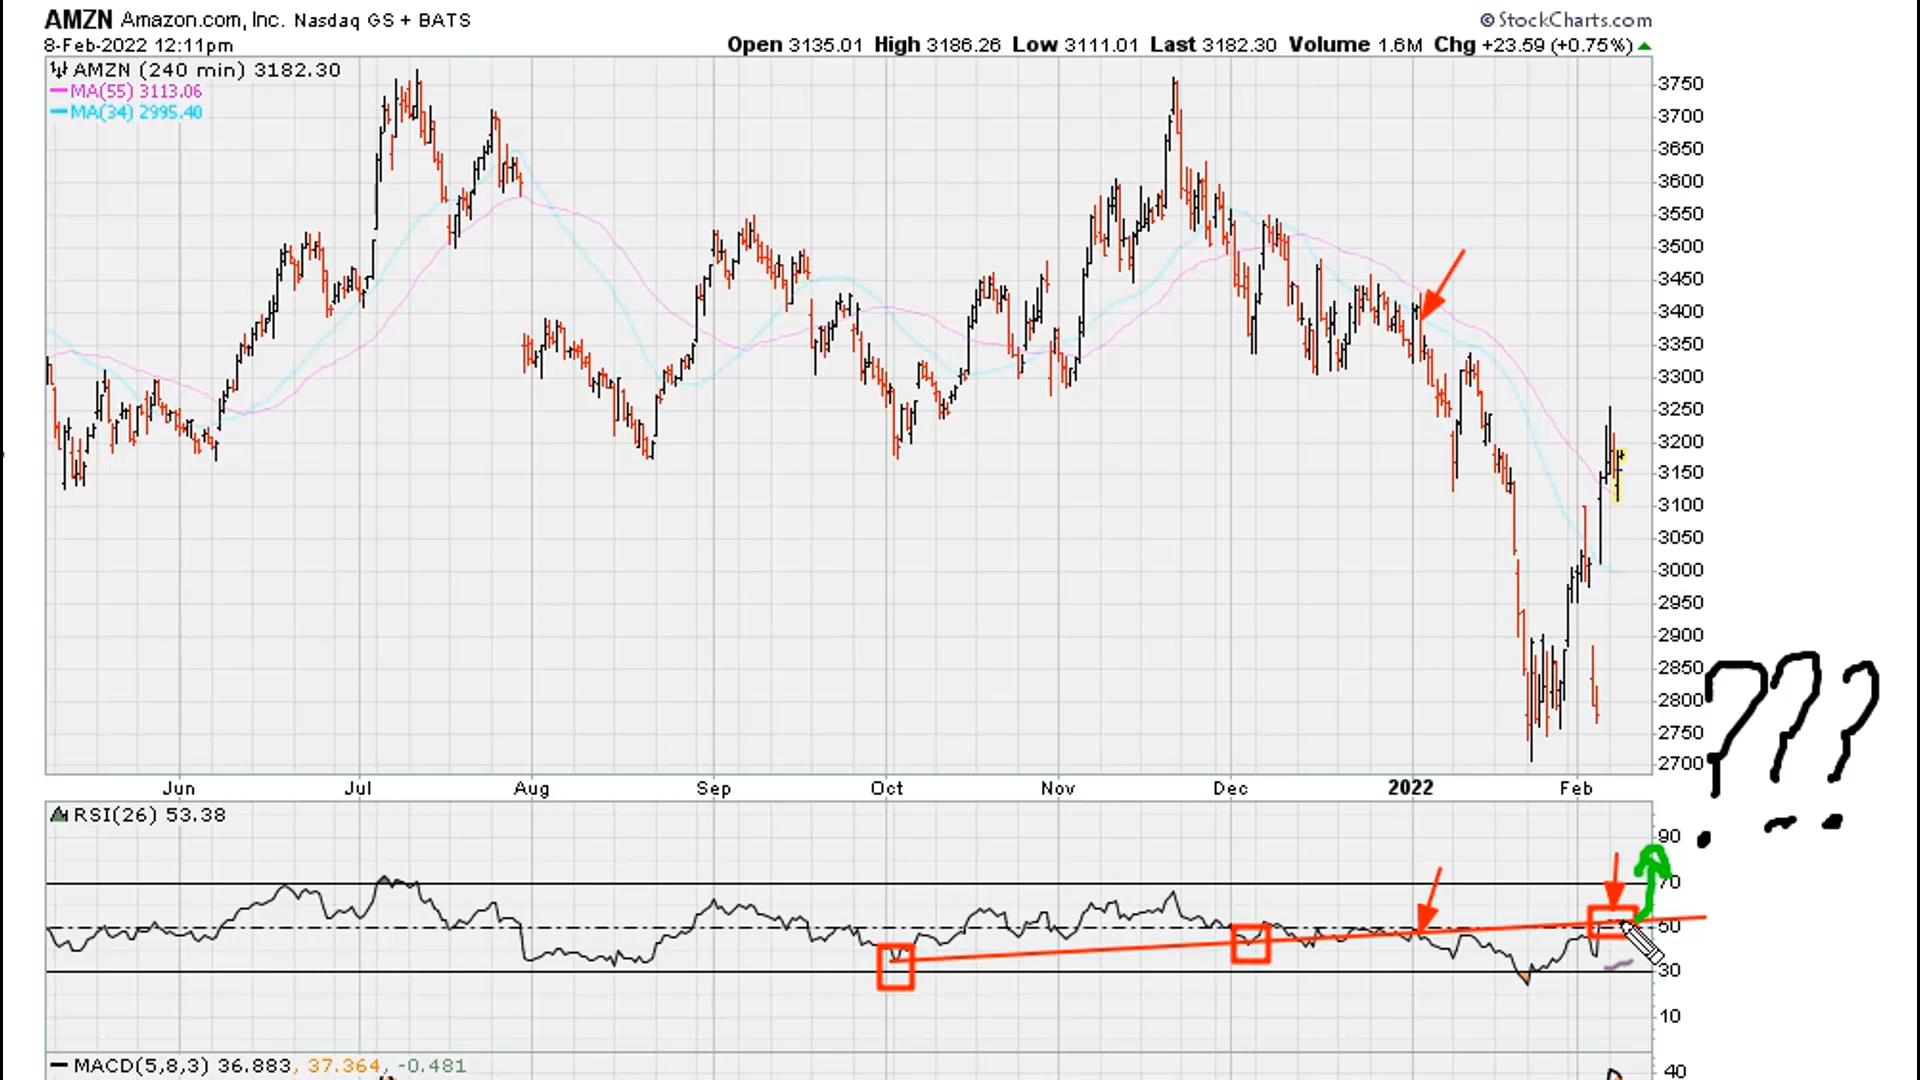 AMZN Amazon.com, Inc. Nasdaq GS + BATS
© StockCharts.com
8-Feb-2022 12:11pm
Open 3135.01 High 3186.26 Low 3111.01 Last 3182.30 Volume 1.6M Chg +23.59 (+0.75%)
AMZN (240 min) 3182.30
MA(55) 3113.06
MA(34) 2995.40
3750
3700
3650
3600
3550
3500
3450
3400
3350
3300
3250
3200
3150
3100
3050
3000
2950
2900
2850
2800
2750
2700
???
Jun Jul Aug Sep Oct Nov Dec 2022 Feb
RSI(26) 53.38
90
70
50
30
10
MACD(5,8,3) 36.883, 37.364, -0.481
40